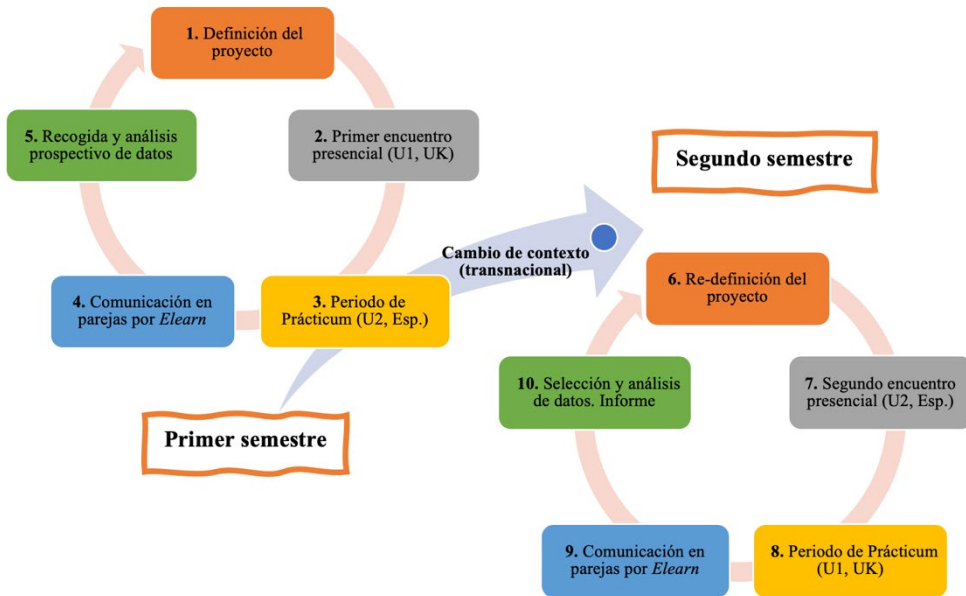 1. Definición del
proyecto
2. Primer encuentro
presencial (U1, UK)
3. Periodo de
Prácticum (U2, Esp.)
4. Comunicación en
parejas por Elearn
5. Recogida y análisis
prospectivo de datos
Primer semestre
Cambio de contexto
(transnacional)
Segundo semestre
6. Re-definición del
proyecto
7. Segundo encuentro
presencial (U2, Esp.)
8. Periodo de Prácticum
(U1, UK)
9. Comunicación en
parejas por Elearn
10. Selección y análisis
de datos. Informe